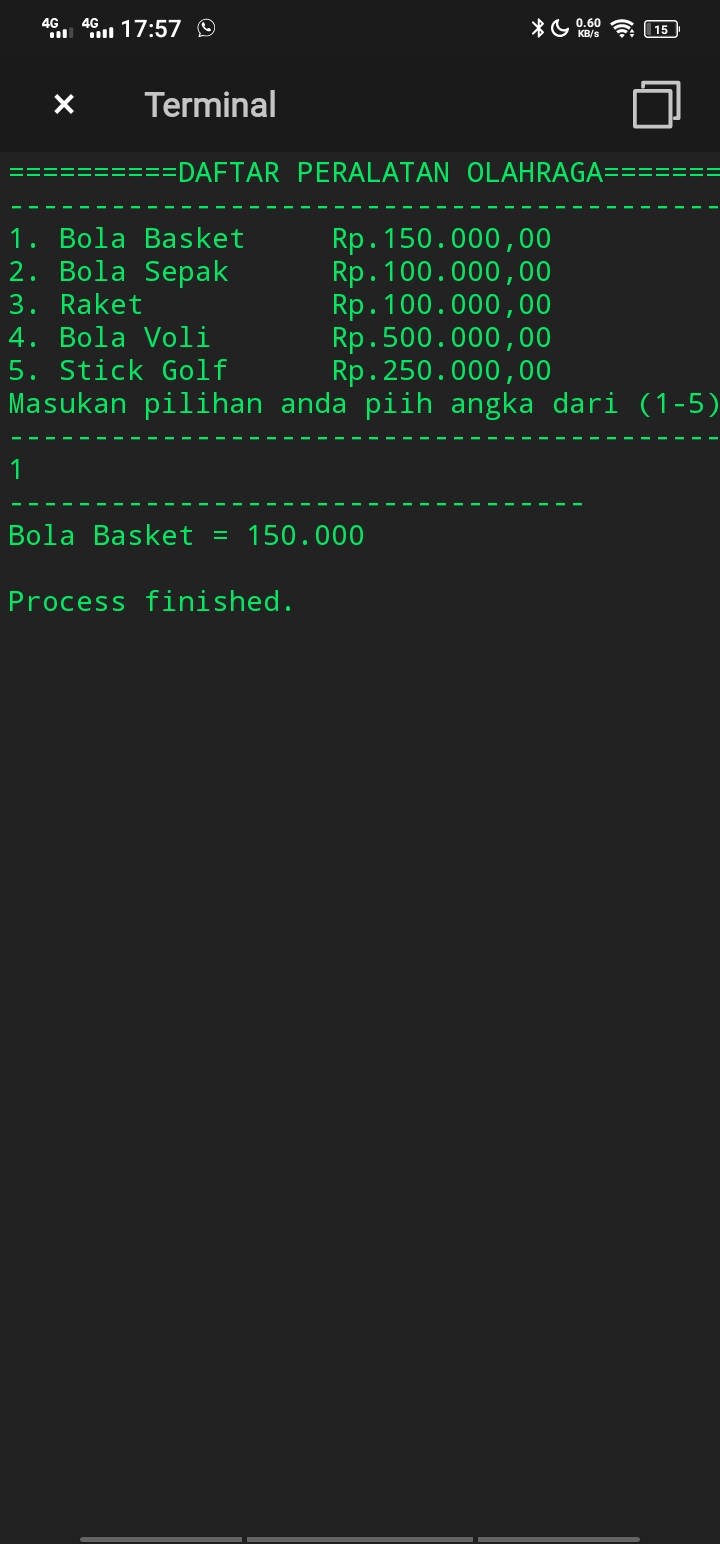 4G 4G 17:57 0.60 KB/s 15
× Terminal
==========DAFTAR PERALATAN OLAHRAGA=======
------------------------------------------
1. Bola Basket     Rp.150.000,00
2. Bola Sepak      Rp.100.000,00
3. Raket           Rp.100.000,00
4. Bola Voli       Rp.500.000,00
5. Stick Golf      Rp.250.000,00
Masukan pilihan anda piih angka dari (1-5)
------------------------------------------
1
----------------------------------
Bola Basket = 150.000
Process finished.